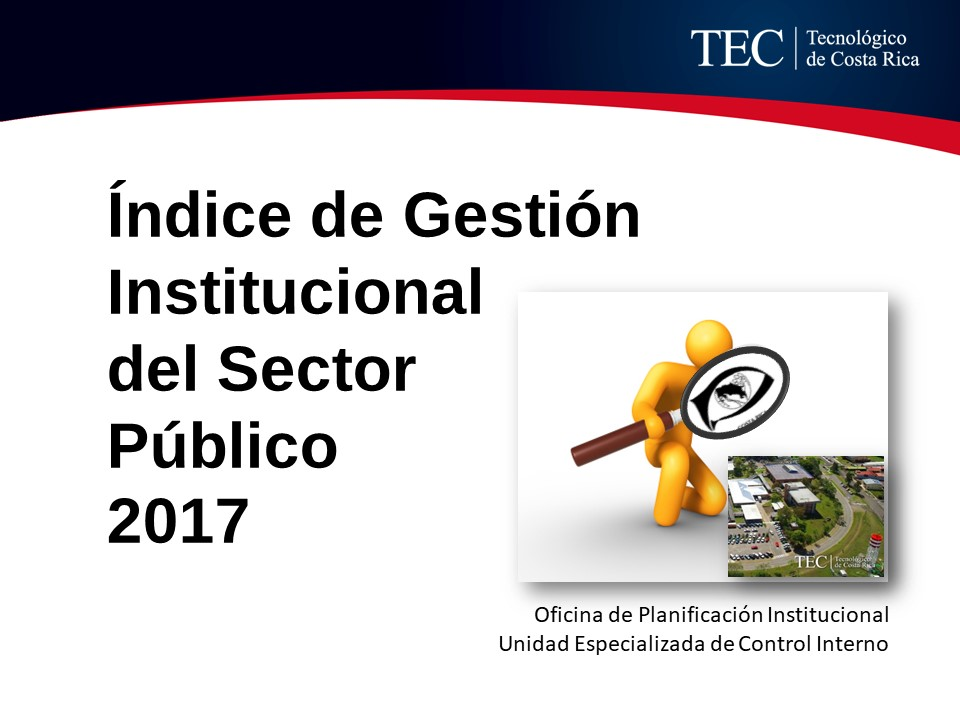 TEC | Tecnológico
de Costa Rica
Índice de Gestión
Institucional
del Sector
Público
2017
TEC | Tecnológico
de Costa Rica
Oficina de Planificación Institucional
Unidad Especializada de Control Interno